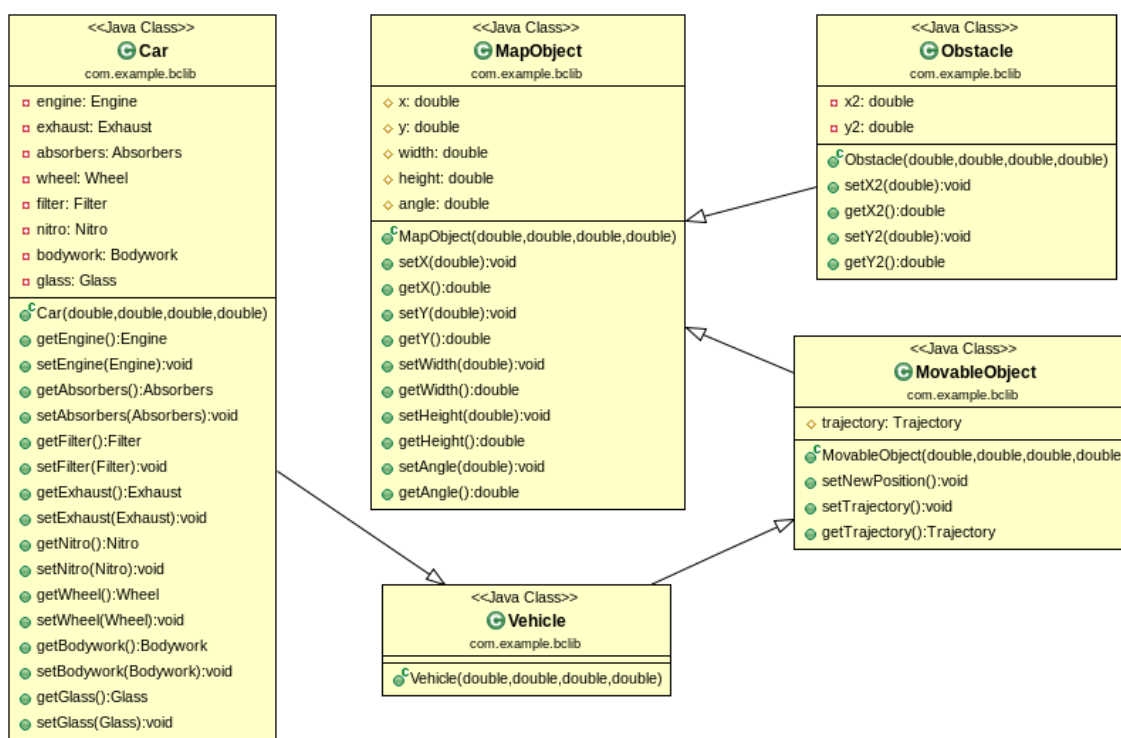 <<Java Class>>
C Car
com.example.bclib
engine: Engine
exhaust: Exhaust
absorbers: Absorbers
wheel: Wheel
filter: Filter
nitro: Nitro
bodywork: Bodywork
glass: Glass
c Car(double,double,double,double)
getEngine():Engine
setEngine(Engine):void
getAbsorbers():Absorbers
setAbsorbers(Absorbers):void
getFilter():Filter
setFilter(Filter):void
getExhaust():Exhaust
setExhaust(Exhaust):void
getNitro():Nitro
setNitro(Nitro):void
getWheel():Wheel
setWheel(Wheel):void
getBodywork():Bodywork
setBodywork(Bodywork):void
getGlass():Glass
setGlass(Glass):void
<<Java Class>>
C MapObject
com.example.bclib
x: double
y: double
width: double
height: double
angle: double
c MapObject(double,double,double,double)
setX(double):void
getX():double
setY(double):void
getY():double
setWidth(double):void
getWidth():double
setHeight(double):void
getHeight():double
setAngle(double):void
getAngle():double
<<Java Class>>
C Obstacle
com.example.bclib
x2: double
y2: double
c Obstacle(double,double,double,double)
setX2(double):void
getX2():double
setY2(double):void
getY2():double
<<Java Class>>
C MovableObject
com.example.bclib
trajectory: Trajectory
c MovableObject(double,double,double,double
setNewPosition():void
setTrajectory():void
getTrajectory():Trajectory
<<Java Class>>
C Vehicle
com.example.bclib
c Vehicle(double,double,double,double)